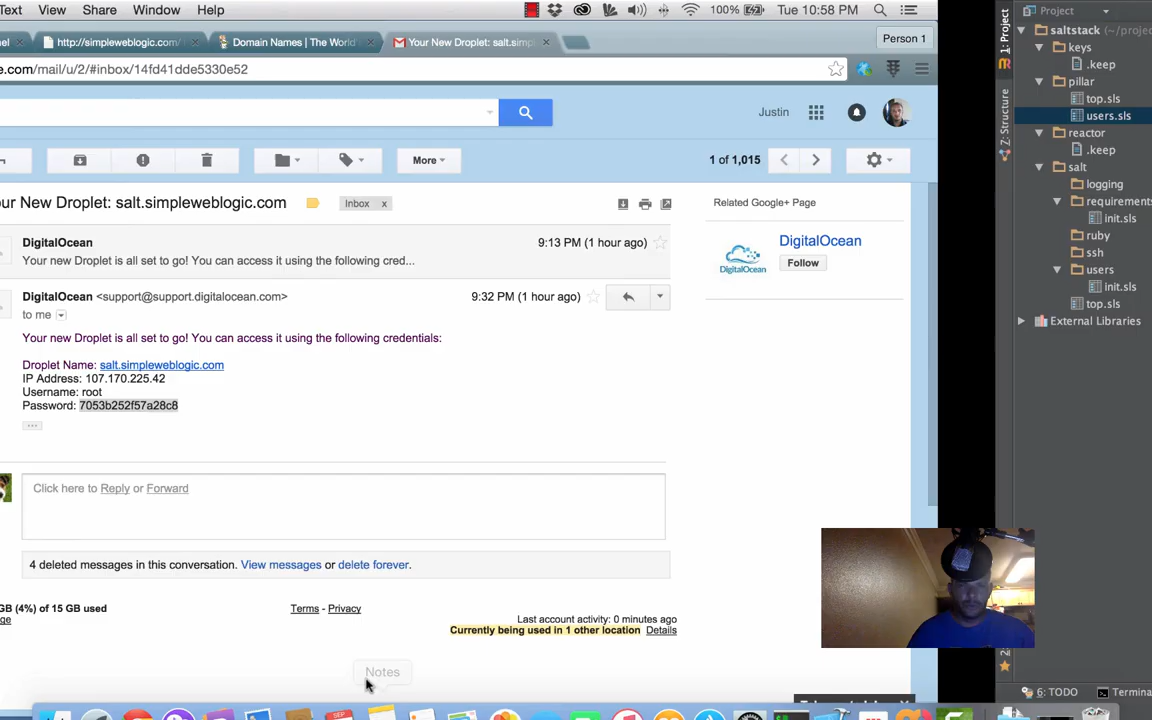 Text View Share Window Help 100% Tue 10:58 PM
http://simpleweblogic.com/ Domain Names | The World Your New Droplet: salt.simpl Person 1
e.com/mail/u/2/#inbox/14fd41dde5330e52
Justin
More 1 of 1,015
ur New Droplet: salt.simpleweblogic.com Inbox x
Related Google+ Page
DigitalOcean 9:13 PM (1 hour ago)
Your new Droplet is all set to go! You can access it using the following cred...
DigitalOcean
Follow
DigitalOcean <support@support.digitalocean.com> 9:32 PM (1 hour ago)
to me
Your new Droplet is all set to go! You can access it using the following credentials:
Droplet Name: salt.simpleweblogic.com
IP Address: 107.170.225.42
Username: root
Password: 7053b252f57a28c8
...
Click here to Reply or Forward
4 deleted messages in this conversation. View messages or delete forever.
GB (4%) of 15 GB used
Terms - Privacy
Last account activity: 0 minutes ago
Currently being used in 1 other location Details
Notes
Project
1: Project
Z: Structure
saltstack (~/projec
keys
.keep
pillar
top.sls
users.sls
reactor
.keep
salt
logging
requirements
init.sls
ruby
ssh
users
init.sls
top.sls
External Libraries
6: TODO Termina